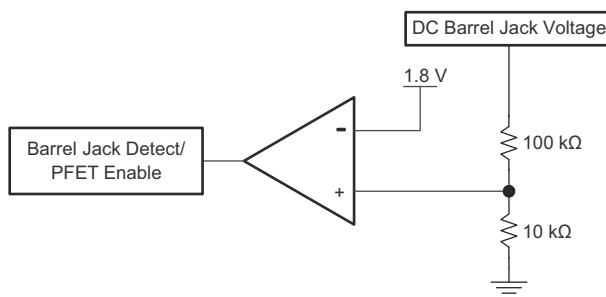 DC Barrel Jack Voltage
1.8 V
-
100 kΩ
Barrel Jack Detect/
PFET Enable
+
10 kΩ